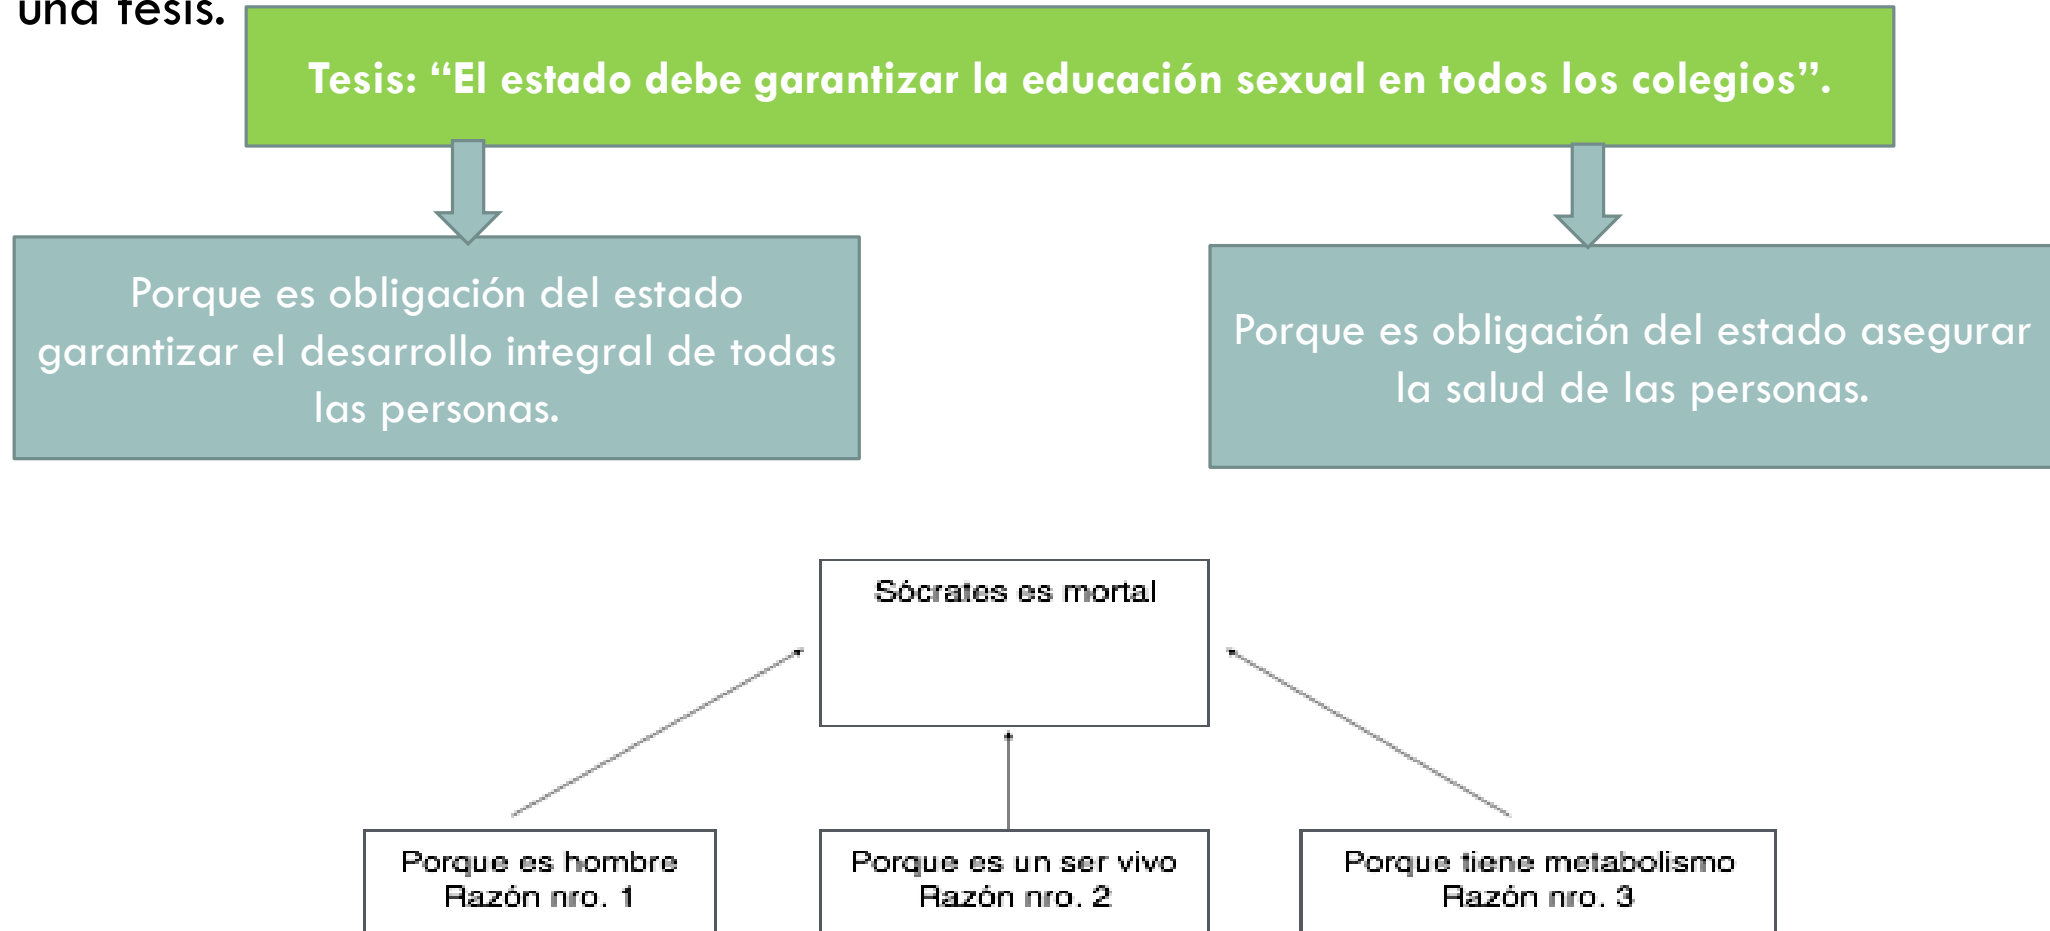 una tesis.
Tesis: “El estado debe garantizar la educación sexual en todos los colegios”.
Porque es obligación del estado
garantizar el desarrollo integral de todas
las personas.
Porque es obligación del estado asegurar
la salud de las personas.
Sócrates es mortal
Porque es hombre
Razón nro. 1
Porque es un ser vivo
Razón nro. 2
Porque tiene metabolismo
Razón nro. 3